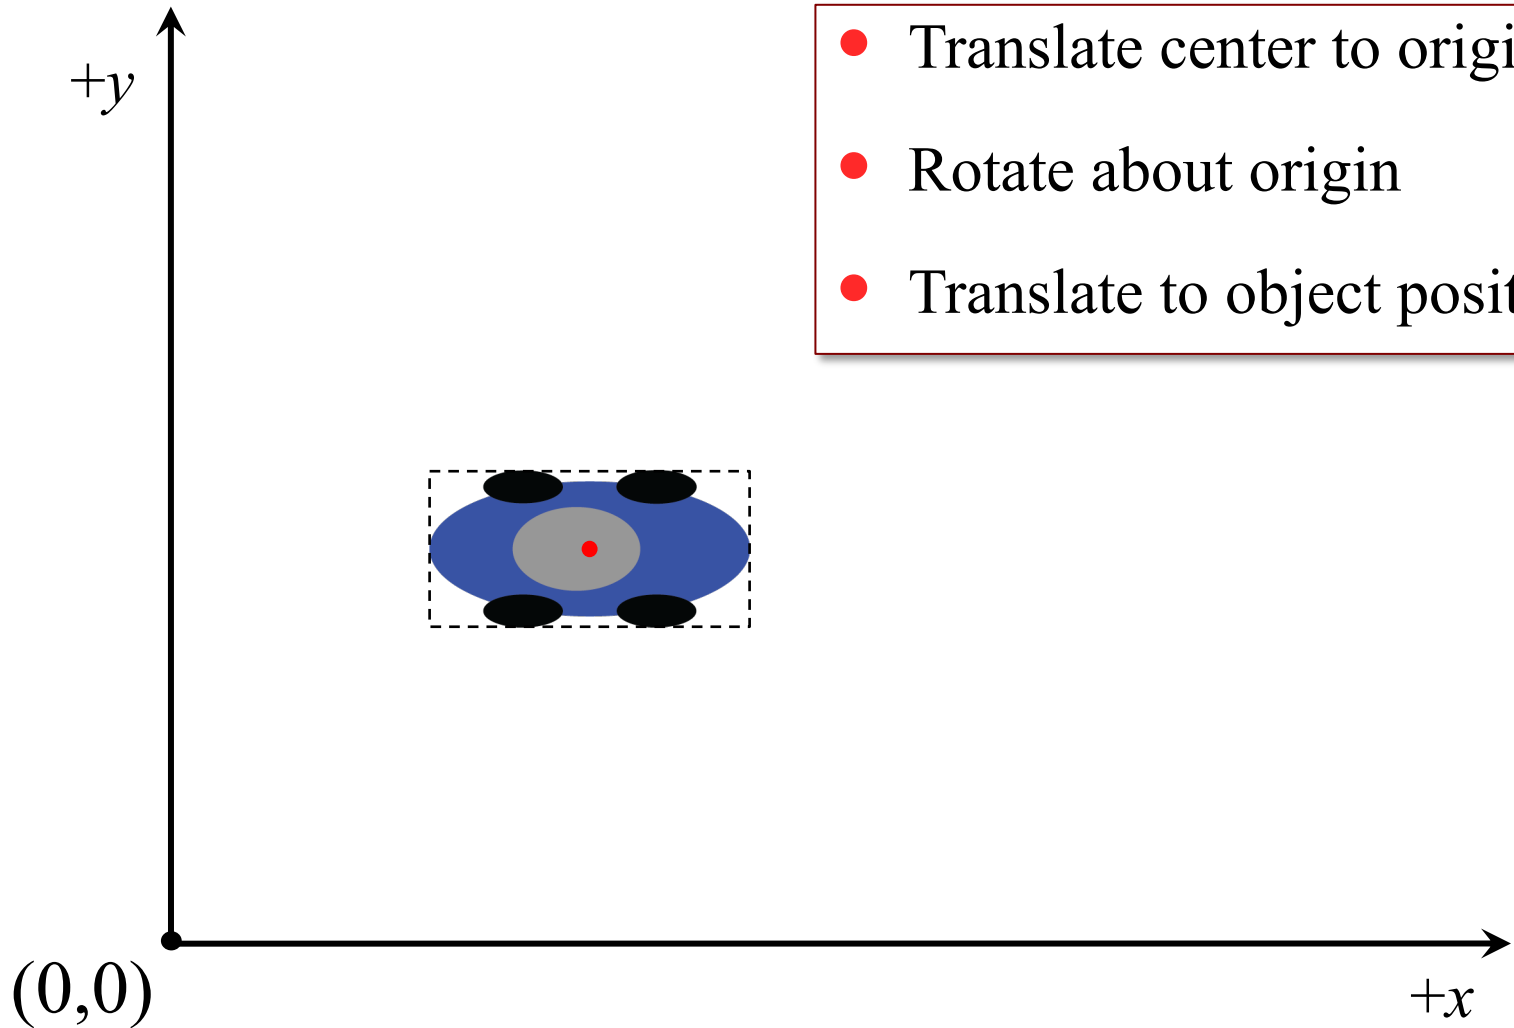 +y
• Translate center to origi
• Rotate about origin
• Translate to object posit
(0,0)
+x